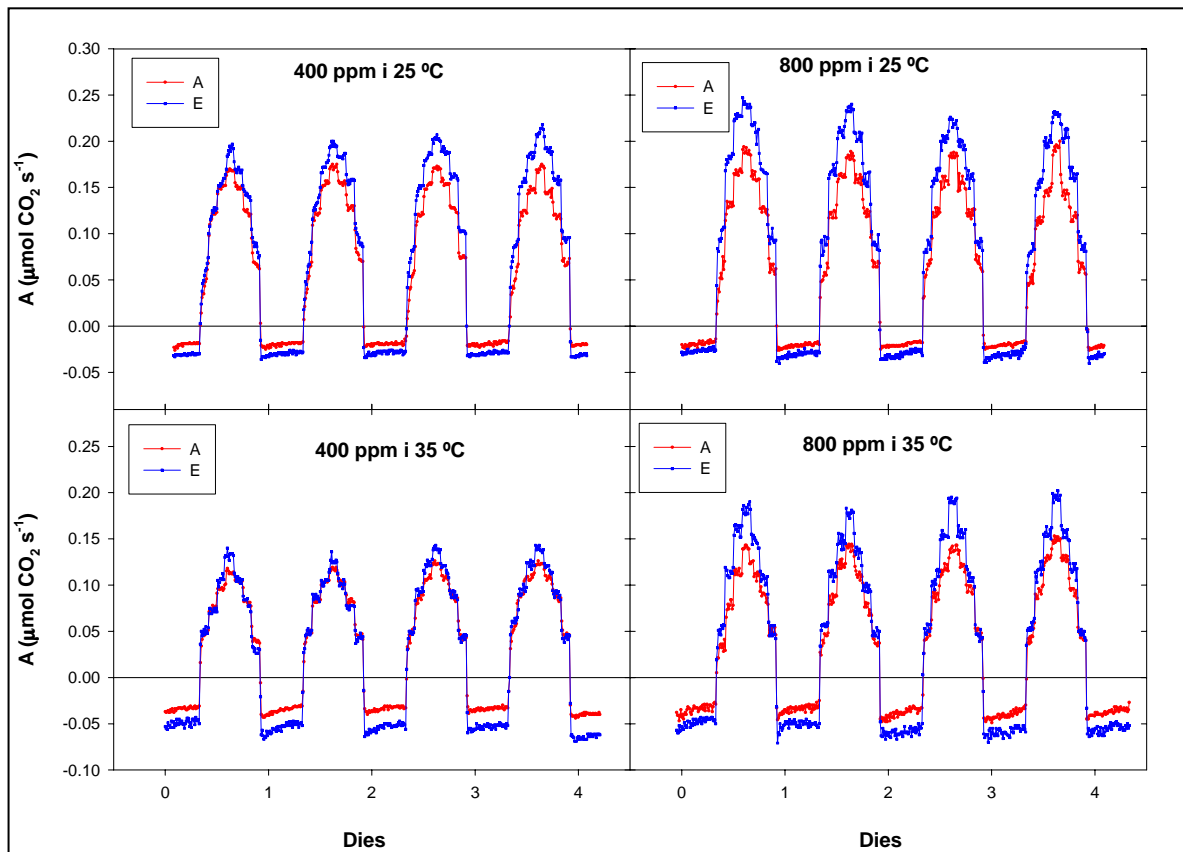 400 ppm i 25 ºC
A
E
0.30
0.25
0.20
0.15
0.10
0.05
0.00
-0.05
A (µmol CO2 s-1)
800 ppm i 25 ºC
A
E
400 ppm i 35 ºC
A
E
0.25
0.20
0.15
0.10
0.05
0.00
-0.05
-0.10
A (µmol CO2 s-1)
800 ppm i 35 ºC
A
E
0 1 2 3 4
0 1 2 3 4
Dies
Dies